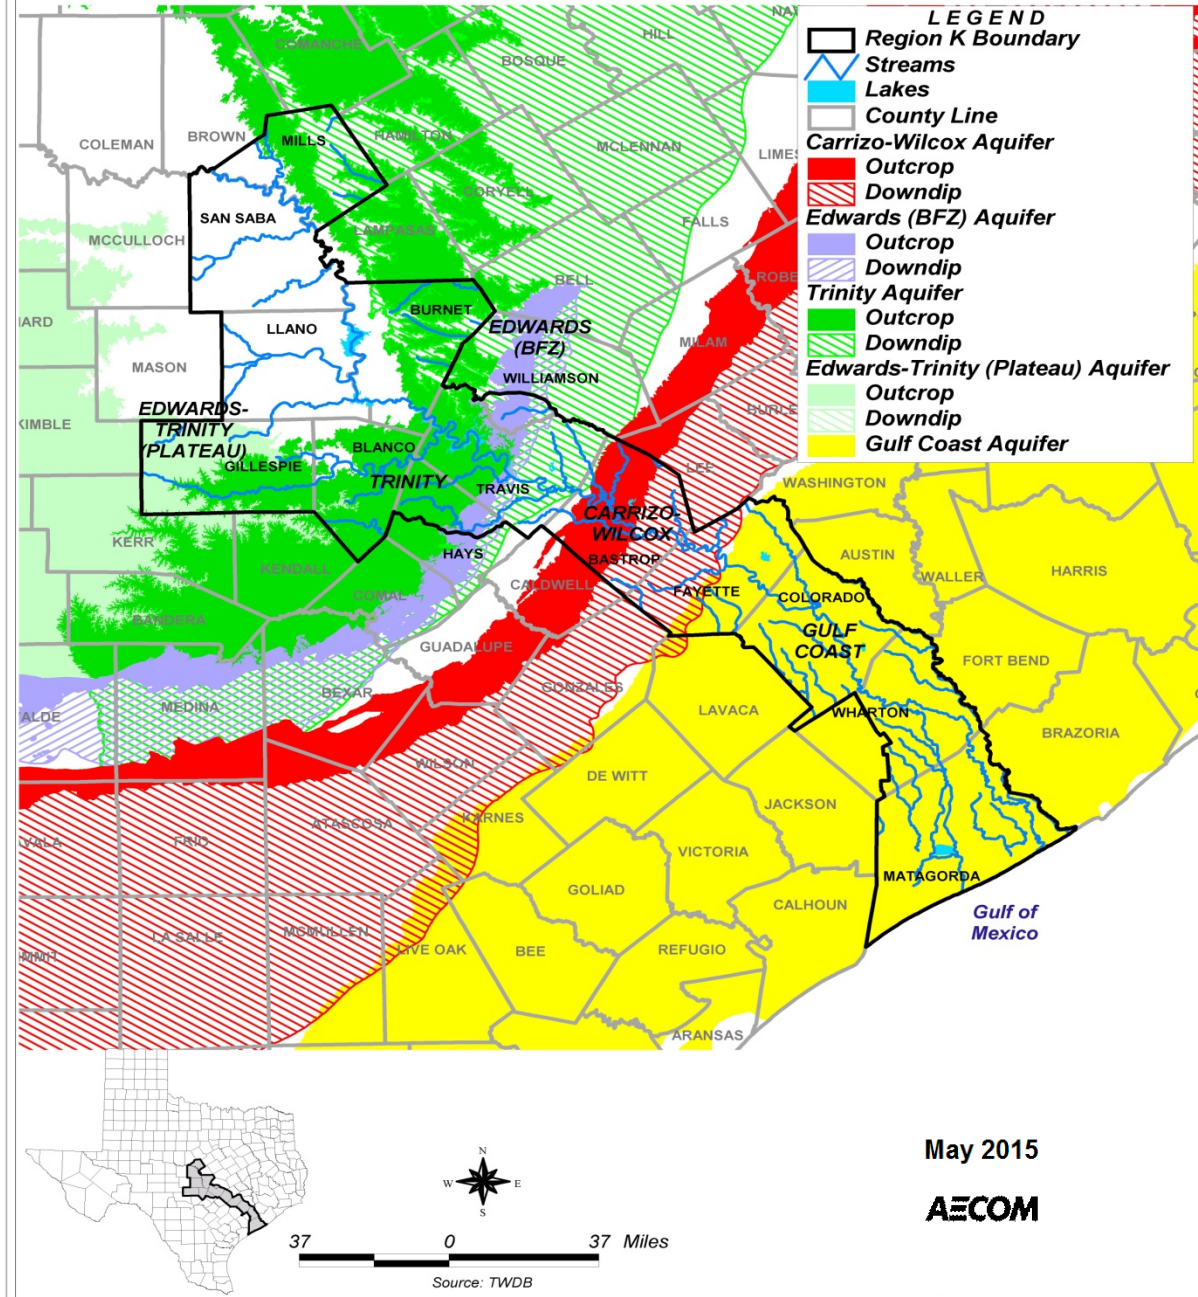 LEGEND
Region K Boundary
Streams
Lakes
County Line
Carrizo-Wilcox Aquifer
Outcrop
Downdip
Edwards (BFZ) Aquifer
Outcrop
Downdip
Trinity Aquifer
Outcrop
Downdip
Edwards-Trinity (Plateau) Aquifer
Outcrop
Downdip
Gulf Coast Aquifer
COMANCHE
HILL
NAV
BOSQUE
COLEMAN
BROWN
MILLS
HAMILTON
MCLENNAN
LIMES
CORYELL
SAN SABA
FALLS
LAMPASAS
MCCULLOCH
BELL
ROBE
BURNET
ARD
LLANO
EDWARDS
(BFZ)
MILAM
MASON
WILLIAMSON
BURLE
EDWARDS-
TRINITY
(PLATEAU)
KIMBLE
BLANCO
GILLESPIE
TRINITY
TRAVIS
LEE
WASHINGTON
CARRIZO-
WILCOX
KERR
HAYS
BASTROP
AUSTIN
KENDALL
CALDWELL
WALLER
HARRIS
COMAL
FAYETTE
COLORADO
BANDERA
GULF
COAST
GUADALUPE
FORT BEND
GONZALES
BEXAR
MEDINA
LAVACA
WHARTON
ALDE
BRAZORIA
WILSON
DE WITT
JACKSON
KARNES
ATASCOSA
AVALA
FRIO
VICTORIA
MATAGORDA
GOLIAD
CALHOUN
Gulf of
Mexico
LA SALLE
MCMULLEN
LIVE OAK
BEE
REFUGIO
MMIT
ARANSAS
May 2015
AECOM
N
W E
S
37 0 37 Miles
Source: TWDB